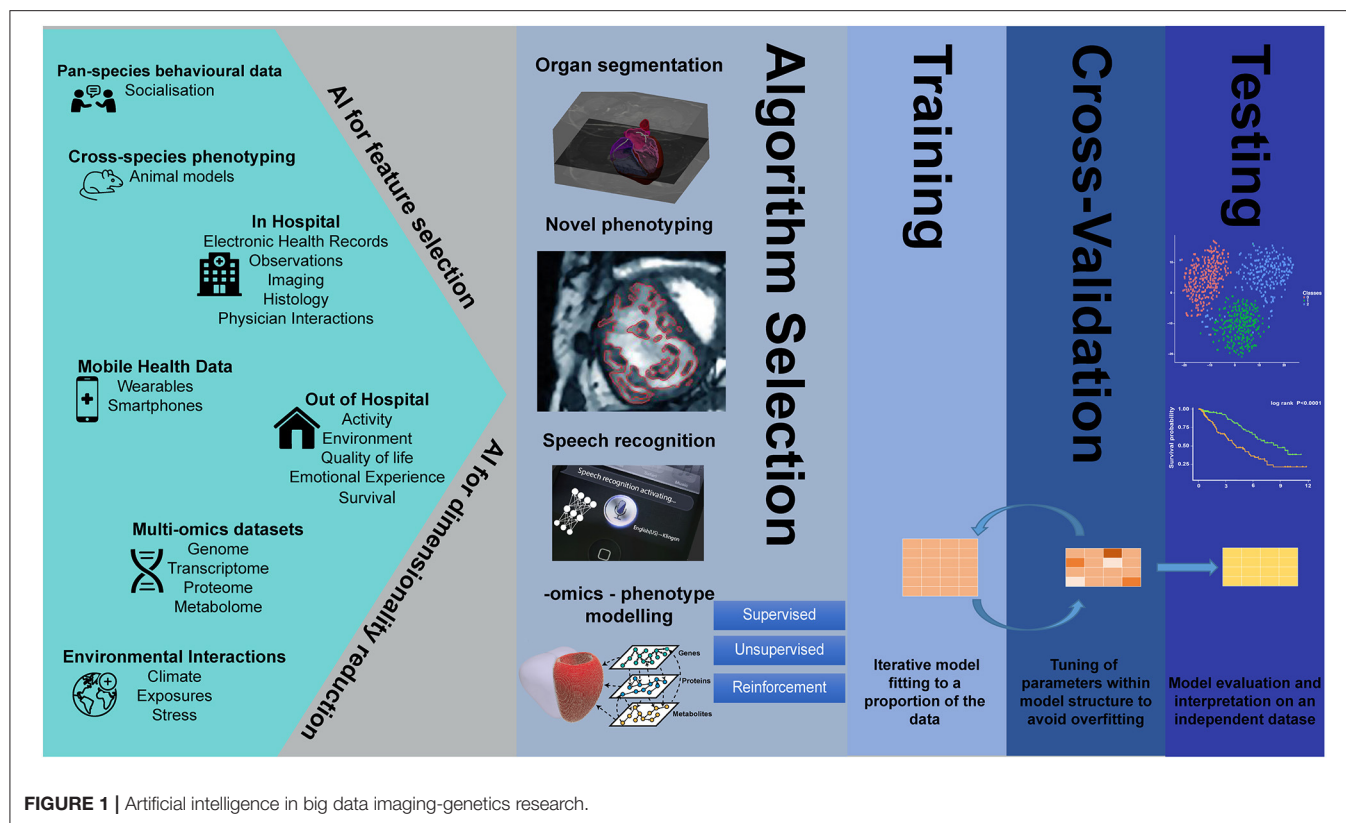 Pan-species behavioural data
Socialisation
Cross-species phenotyping
Animal models
In Hospital
Electronic Health Records
Observations
Imaging
Histology
Physician Interactions
Mobile Health Data
Wearables
Smartphones
Out of Hospital
Activity
Environment
Quality of life
Emotional Experience
Survival
Multi-omics datasets
Genome
Transcriptome
Proteome
Metabolome
Environmental Interactions
Climate
Exposures
Stress
AI for feature selection
AI for dimensionality reduction
Organ segmentation
Novel phenotyping
Speech recognition
Speech recognition activating...
English(US)→Klingon
-omics - phenotype
modelling
Genes
Proteins
Metabolites
Algorithm Selection
Supervised
Unsupervised
Reinforcement
Training
Iterative model
fitting to a
proportion of the
data
Cross-Validation
Tuning of
parameters within
model structure to
avoid overfitting
Testing
Classes
log rank P<0.0001
Survival probability
1.00
0.75
0.50
0.25
0 3 6 9 12
Model evaluation and
interpretation on an
independent datase
FIGURE 1 | Artificial intelligence in big data imaging-genetics research.